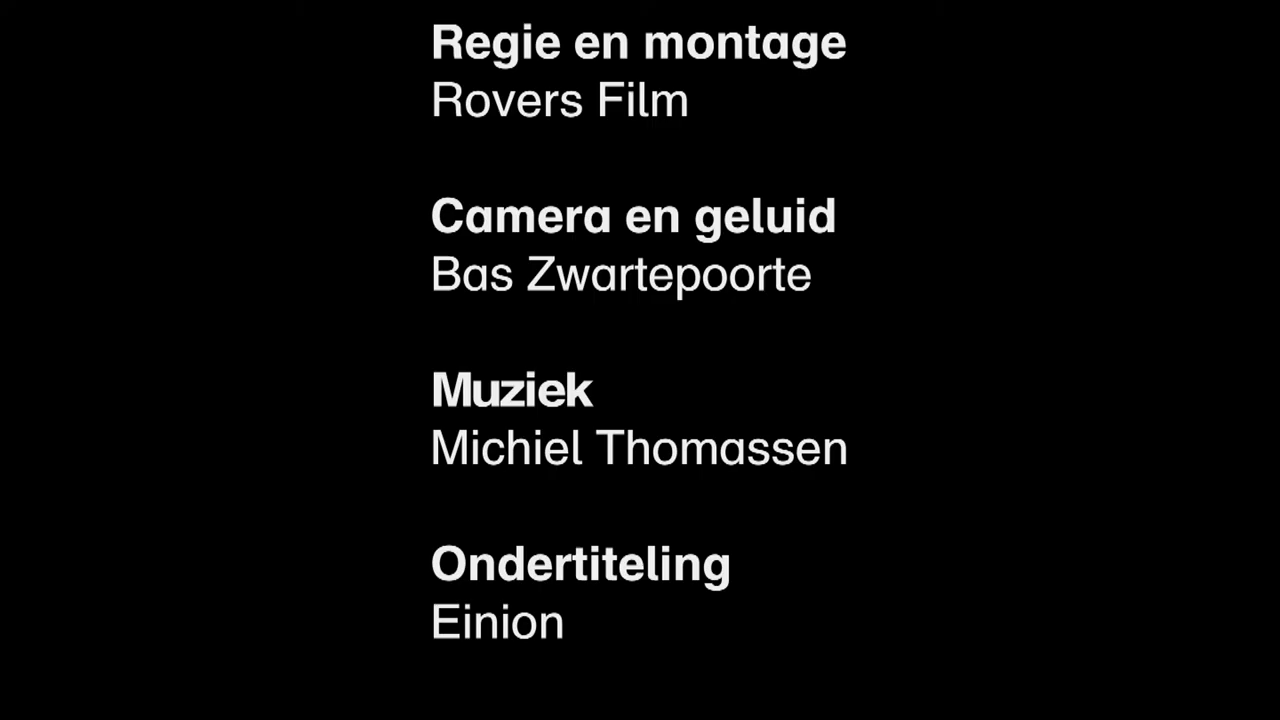 Regie en montage
Rovers Film
Camera en geluid
Bas Zwartepoorte
Muziek
Michiel Thomassen
Ondertiteling
Einion